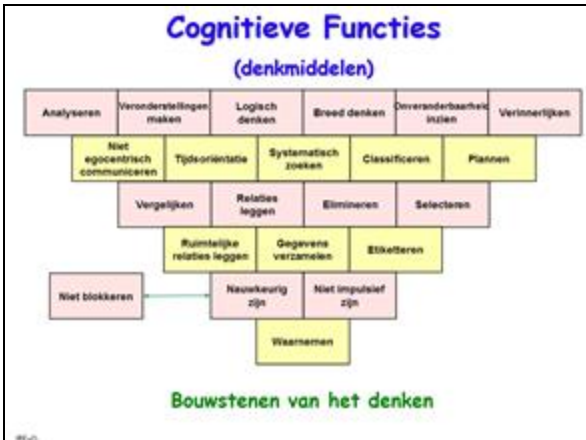 Cognitieve Functies
(denkmiddelen)
Analyseren
Veronderstellingen
maken
Logisch
denken
Breed denken
Onveranderbaarheid
inzien
Verinnerlijken
Niet
egocentrisch
communiceren
Tijdsoriëntatie
Systematisch
zoeken
Classificeren
Plannen
Vergelijken
Relaties
leggen
Elimineren
Selecteren
Ruimtelijke
relaties leggen
Gegevens
verzamelen
Etiketteren
Niet blokkeren
Nauwkeurig
zijn
Niet impulsief
zijn
Waarnemen
Bouwstenen van het denken